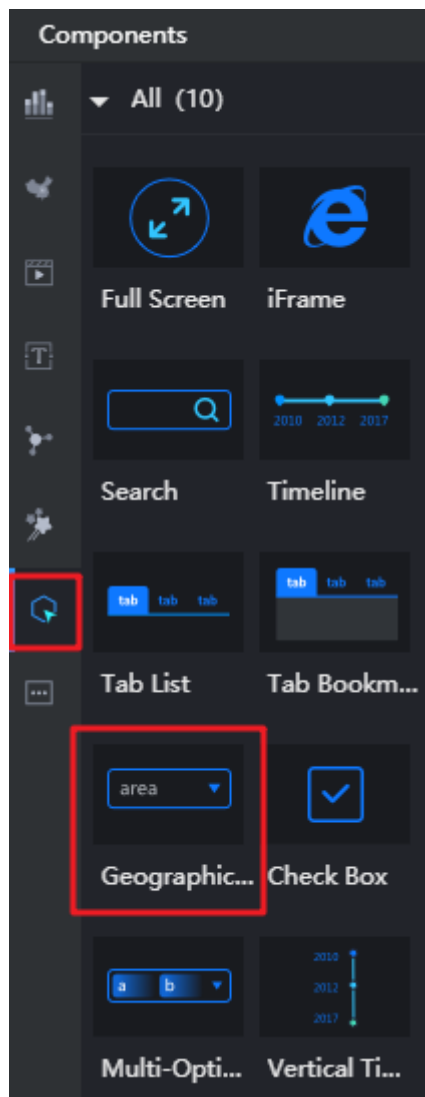 Components
All (10)
Full Screen iFrame
2010 2012 2017
Search Timeline
tab tab tab
tab tab tab
Tab List Tab Bookm...
area
Geographic... Check Box
2010
a b
2012
2017
Multi-Opti... Vertical Ti...